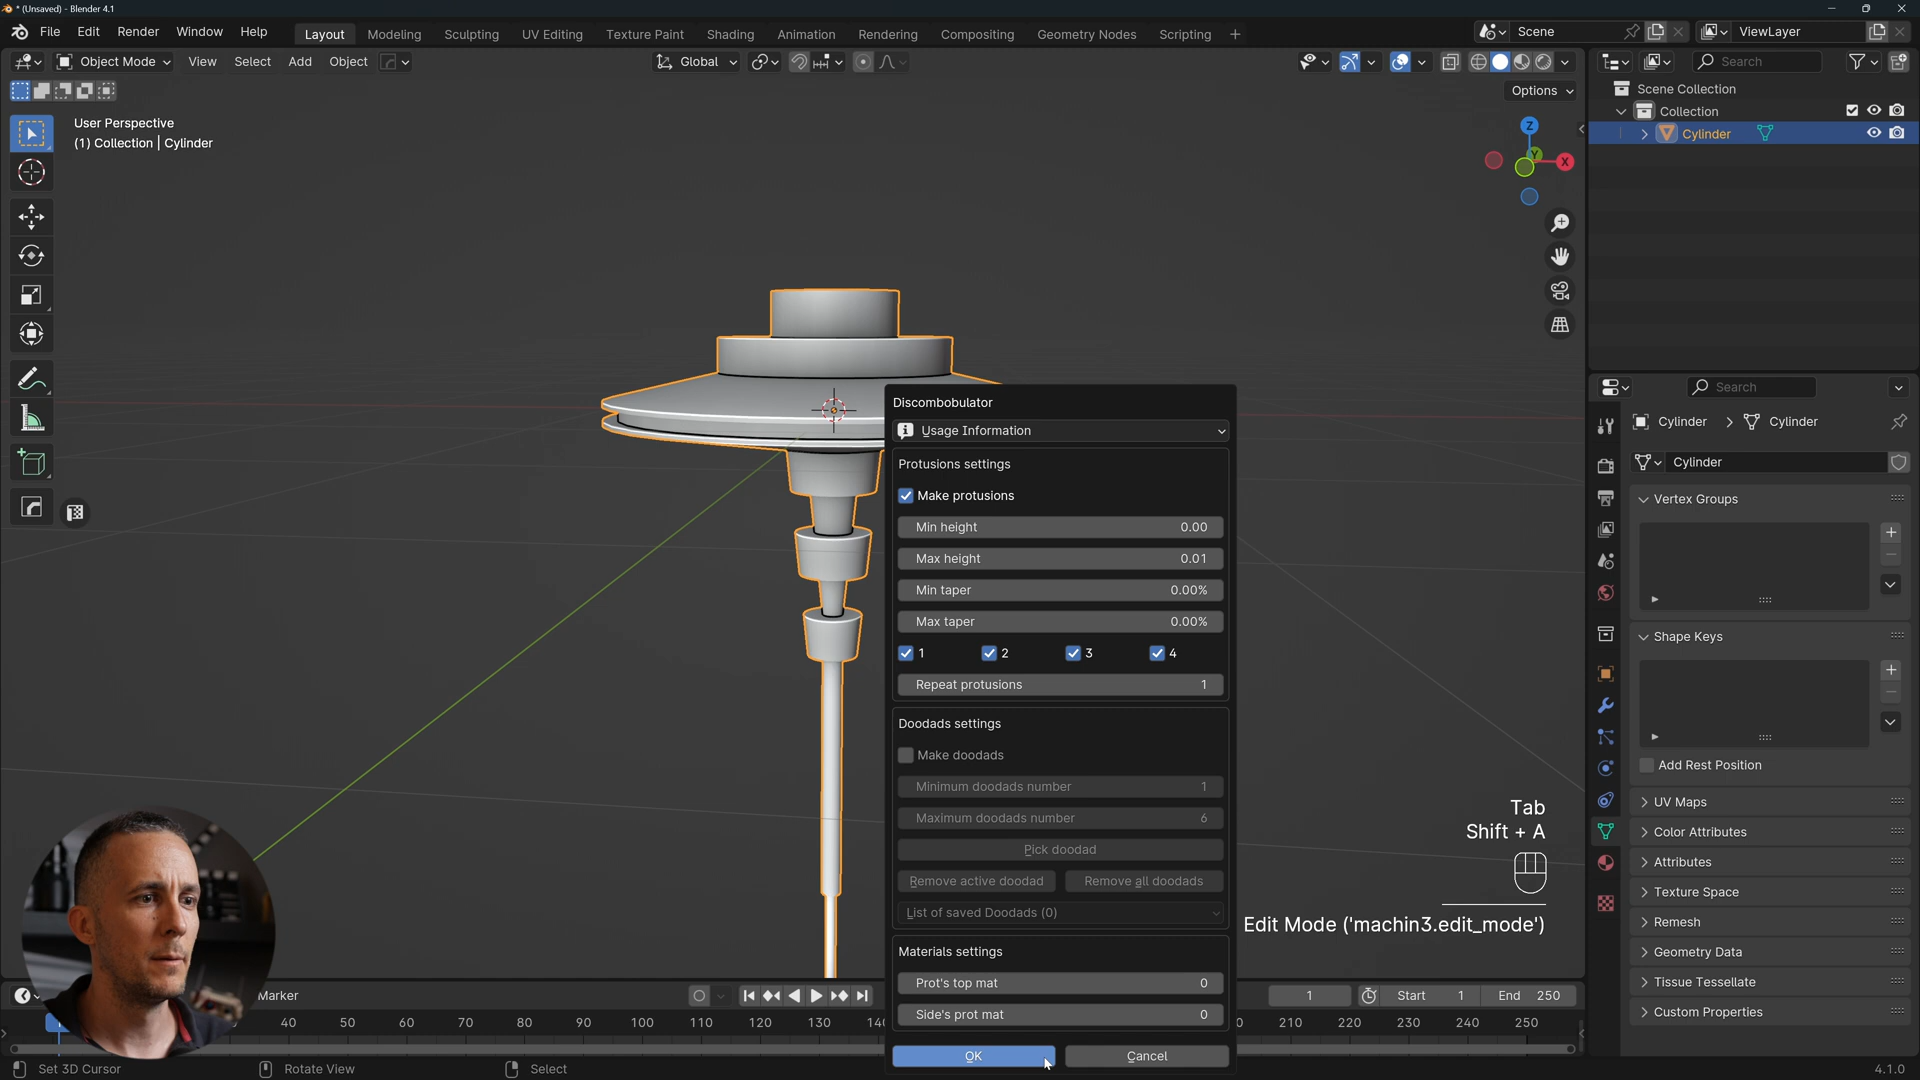 * (Unsaved) - Blender 4.1
File Edit Render Window Help
Layout Modeling Sculpting UV Editing Texture Paint Shading Animation Rendering Compositing Geometry Nodes Scripting +
Scene
ViewLayer
Object Mode View Select Add Object
Global
Search
Options
User Perspective
(1) Collection | Cylinder
Z
Y
X
Scene Collection
Collection
Cylinder
Search
Cylinder > Cylinder
Cylinder
Vertex Groups
Shape Keys
Add Rest Position
UV Maps
Color Attributes
Attributes
Texture Space
Remesh
Geometry Data
Tissue Tessellate
Custom Properties
Discombobulator
Usage Information
Protusions settings
Make protusions
Min height 0.00
Max height 0.01
Min taper 0.00%
Max taper 0.00%
1 2 3 4
Repeat protusions 1
Doodads settings
Make doodads
Minimum doodads number 1
Maximum doodads number 6
Pick doodad
Remove active doodad Remove all doodads
List of saved Doodads (0)
Materials settings
Prot's top mat 0
Side's prot mat 0
OK Cancel
Tab
Shift + A
Edit Mode ('machin3.edit_mode')
Marker
1 Start 1 End 250
40 50 60 70 80 90 100 110 120 130 210 220 230 240 250
Set 3D Cursor Rotate View Select
4.1.0